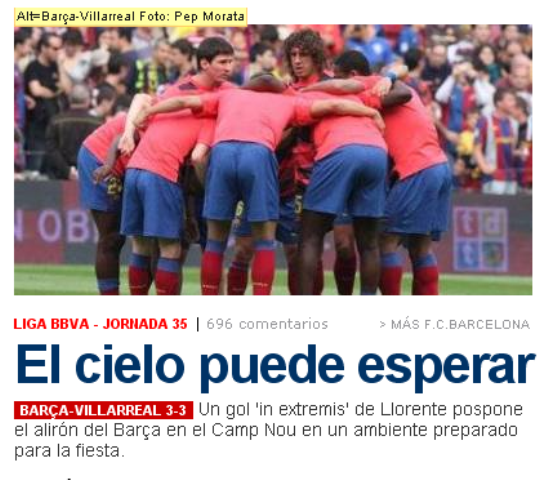 Alt=Barça-Villarreal Foto: Pep Morata
LIGA BBVA - JORNADA 35 | 696 comentarios > MÁS F.C.BARCELONA
El cielo puede esperar
BARÇA-VILLARREAL 3-3 Un gol 'in extremis' de Llorente pospone
el alirón del Barça en el Camp Nou en un ambiente preparado
para la fiesta.